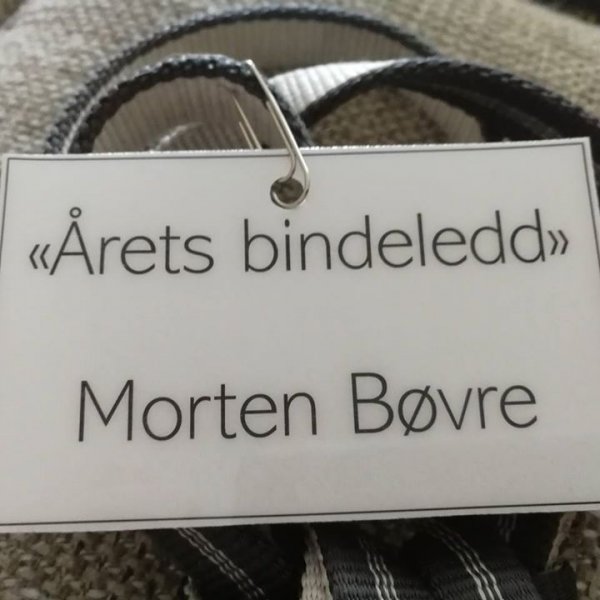 «Årets bindeledd»
Morten Bøvre